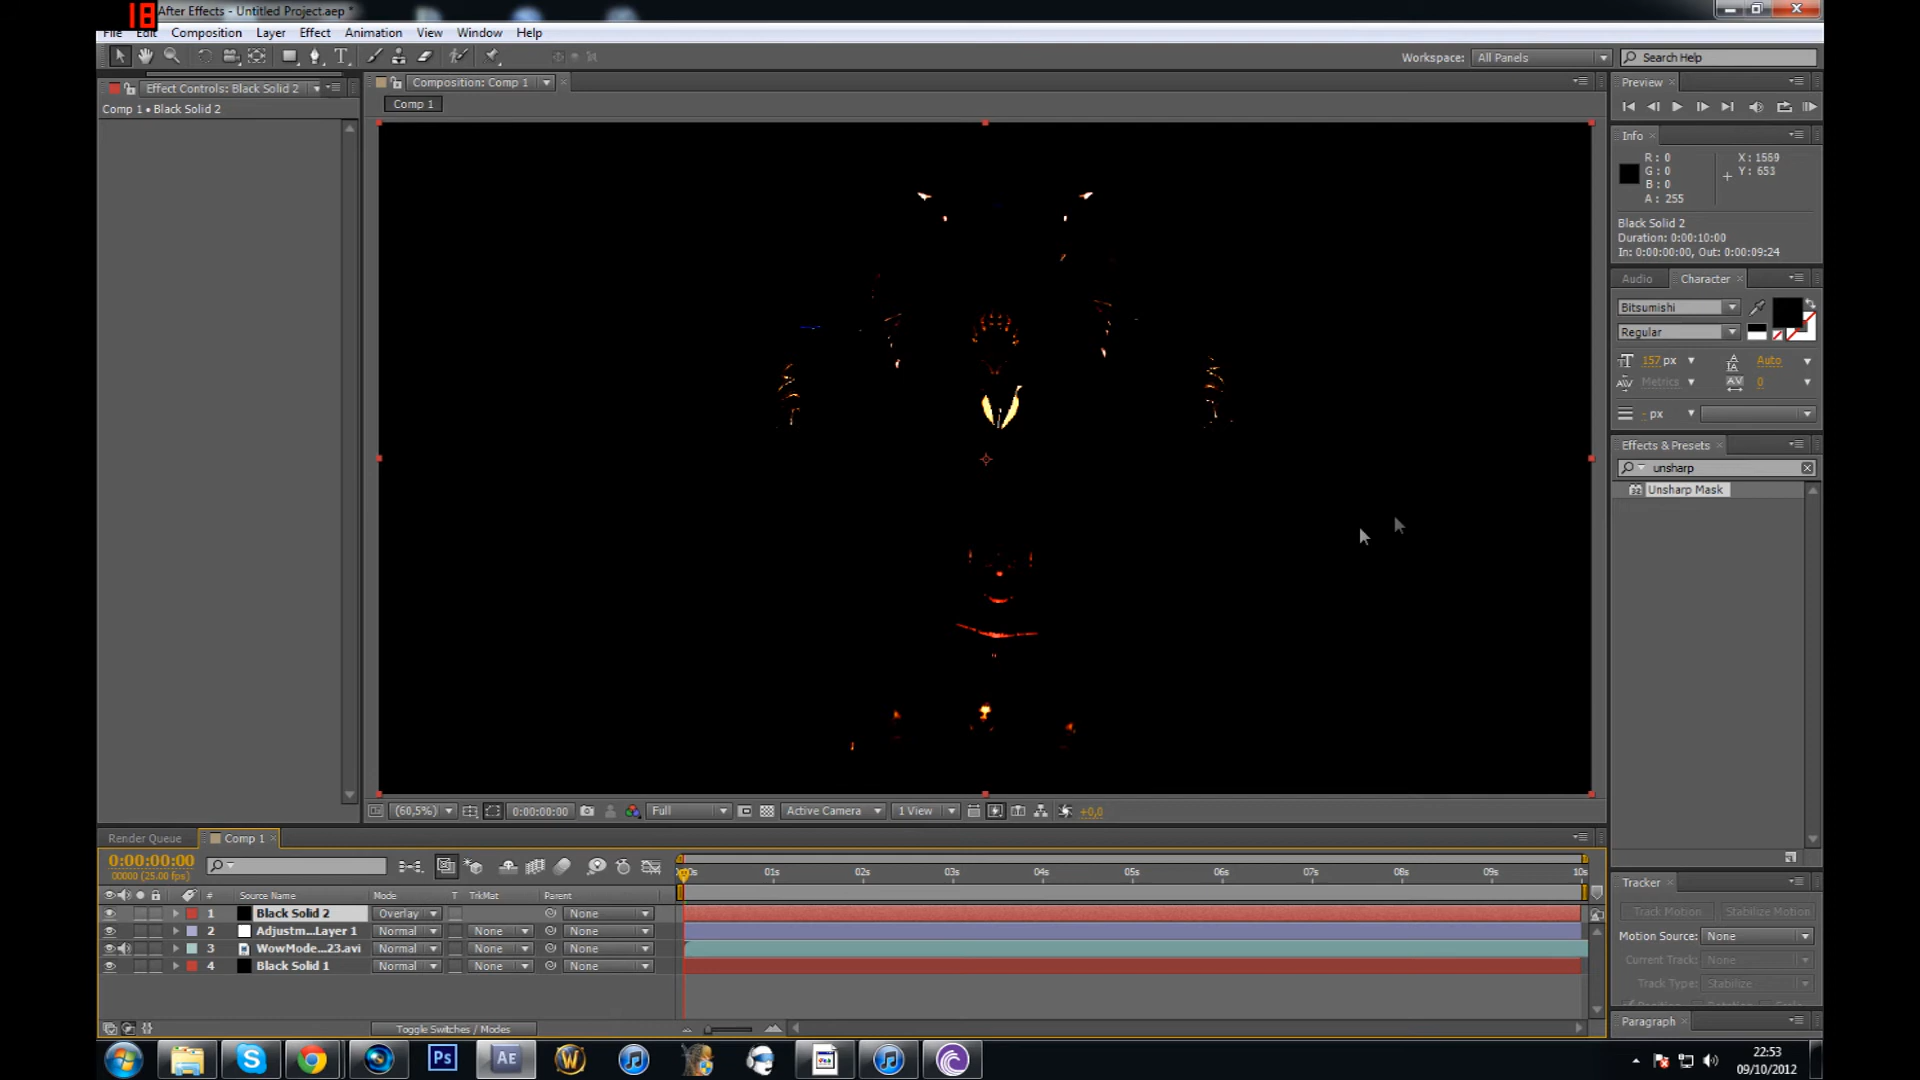 18
After Effects - Untitled Project.aep *
File Edit Composition Layer Effect Animation View Window Help
Workspace: All Panels Search Help
Effect Controls: Black Solid 2
Comp 1 • Black Solid 2
Composition: Comp 1
Comp 1
Preview
Info
R: 0
G: 0
B: 0
A: 255
X: 1559
Y: 653
Black Solid 2
Duration: 0:00:10:00
In: 0:00:00:00, Out: 0:00:09:24
Audio Character
Bitsumishi
Regular
157 px Auto
Metrics 0
- px
Effects & Presets
unsharp
Unsharp Mask
(60,5%) 0:00:00:00 Full Active Camera 1 View +0,0
Render Queue Comp 1
0:00:00:00
00000 (25.00 fps)
01s 02s 03s 04s 05s 06s 07s 08s 09s 10s
# Source Name Mode T TrkMat Parent
1 Black Solid 2 Overlay None
2 Adjustm...Layer 1 Normal None None
3 WowMode...23.avi Normal None None
4 Black Solid 1 Normal None None
Toggle Switches / Modes
Tracker
Track Motion Stabilize Motion
Motion Source: None
Current Track: None
Track Type: Stabilize
Paragraph
Ps Ae W
22:53
09/10/2012